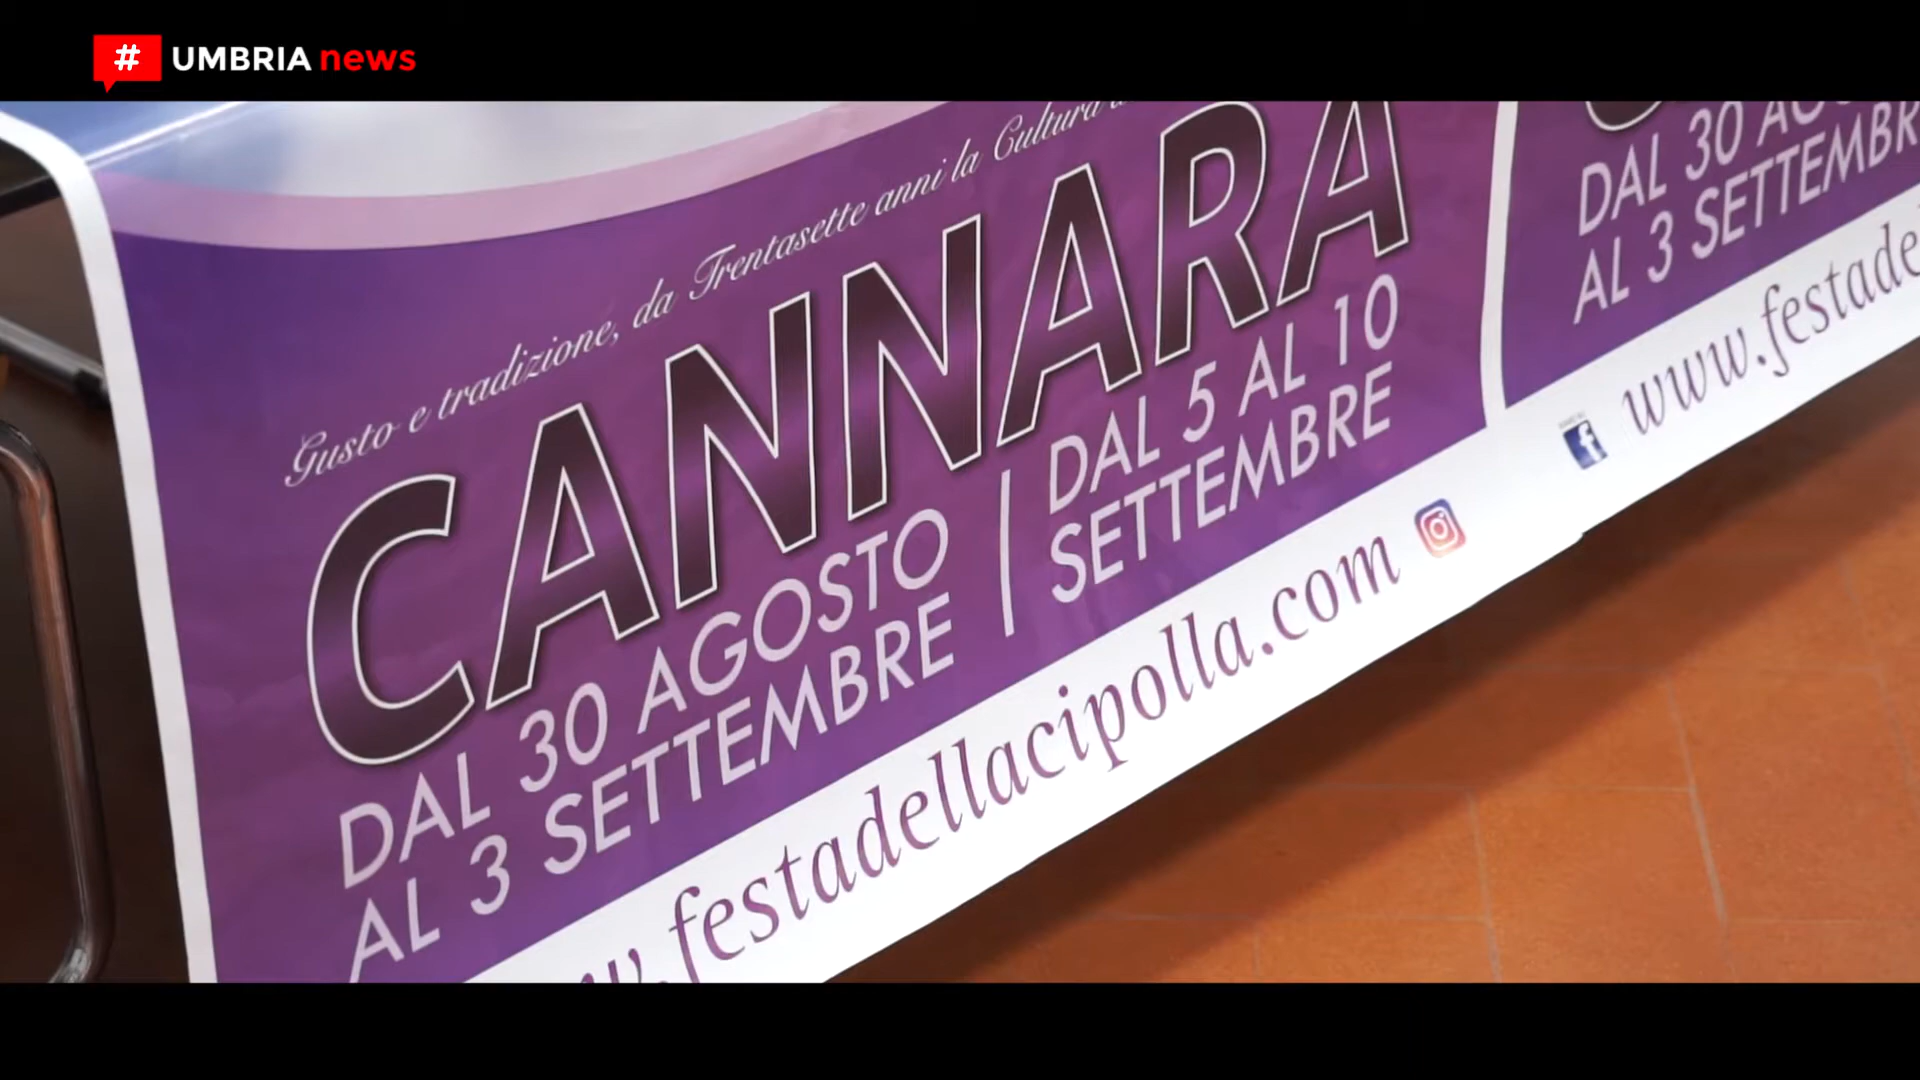 # UMBRIA news
Gusto e tradizione, da Trentasette anni la Cultura
CANNARA
DAL 30 AGOSTO
AL 3 SETTEMBRE
DAL 5 AL 10
SETTEMBRE
festadellacipolla.com
DAL 30
AL 3
www.festade